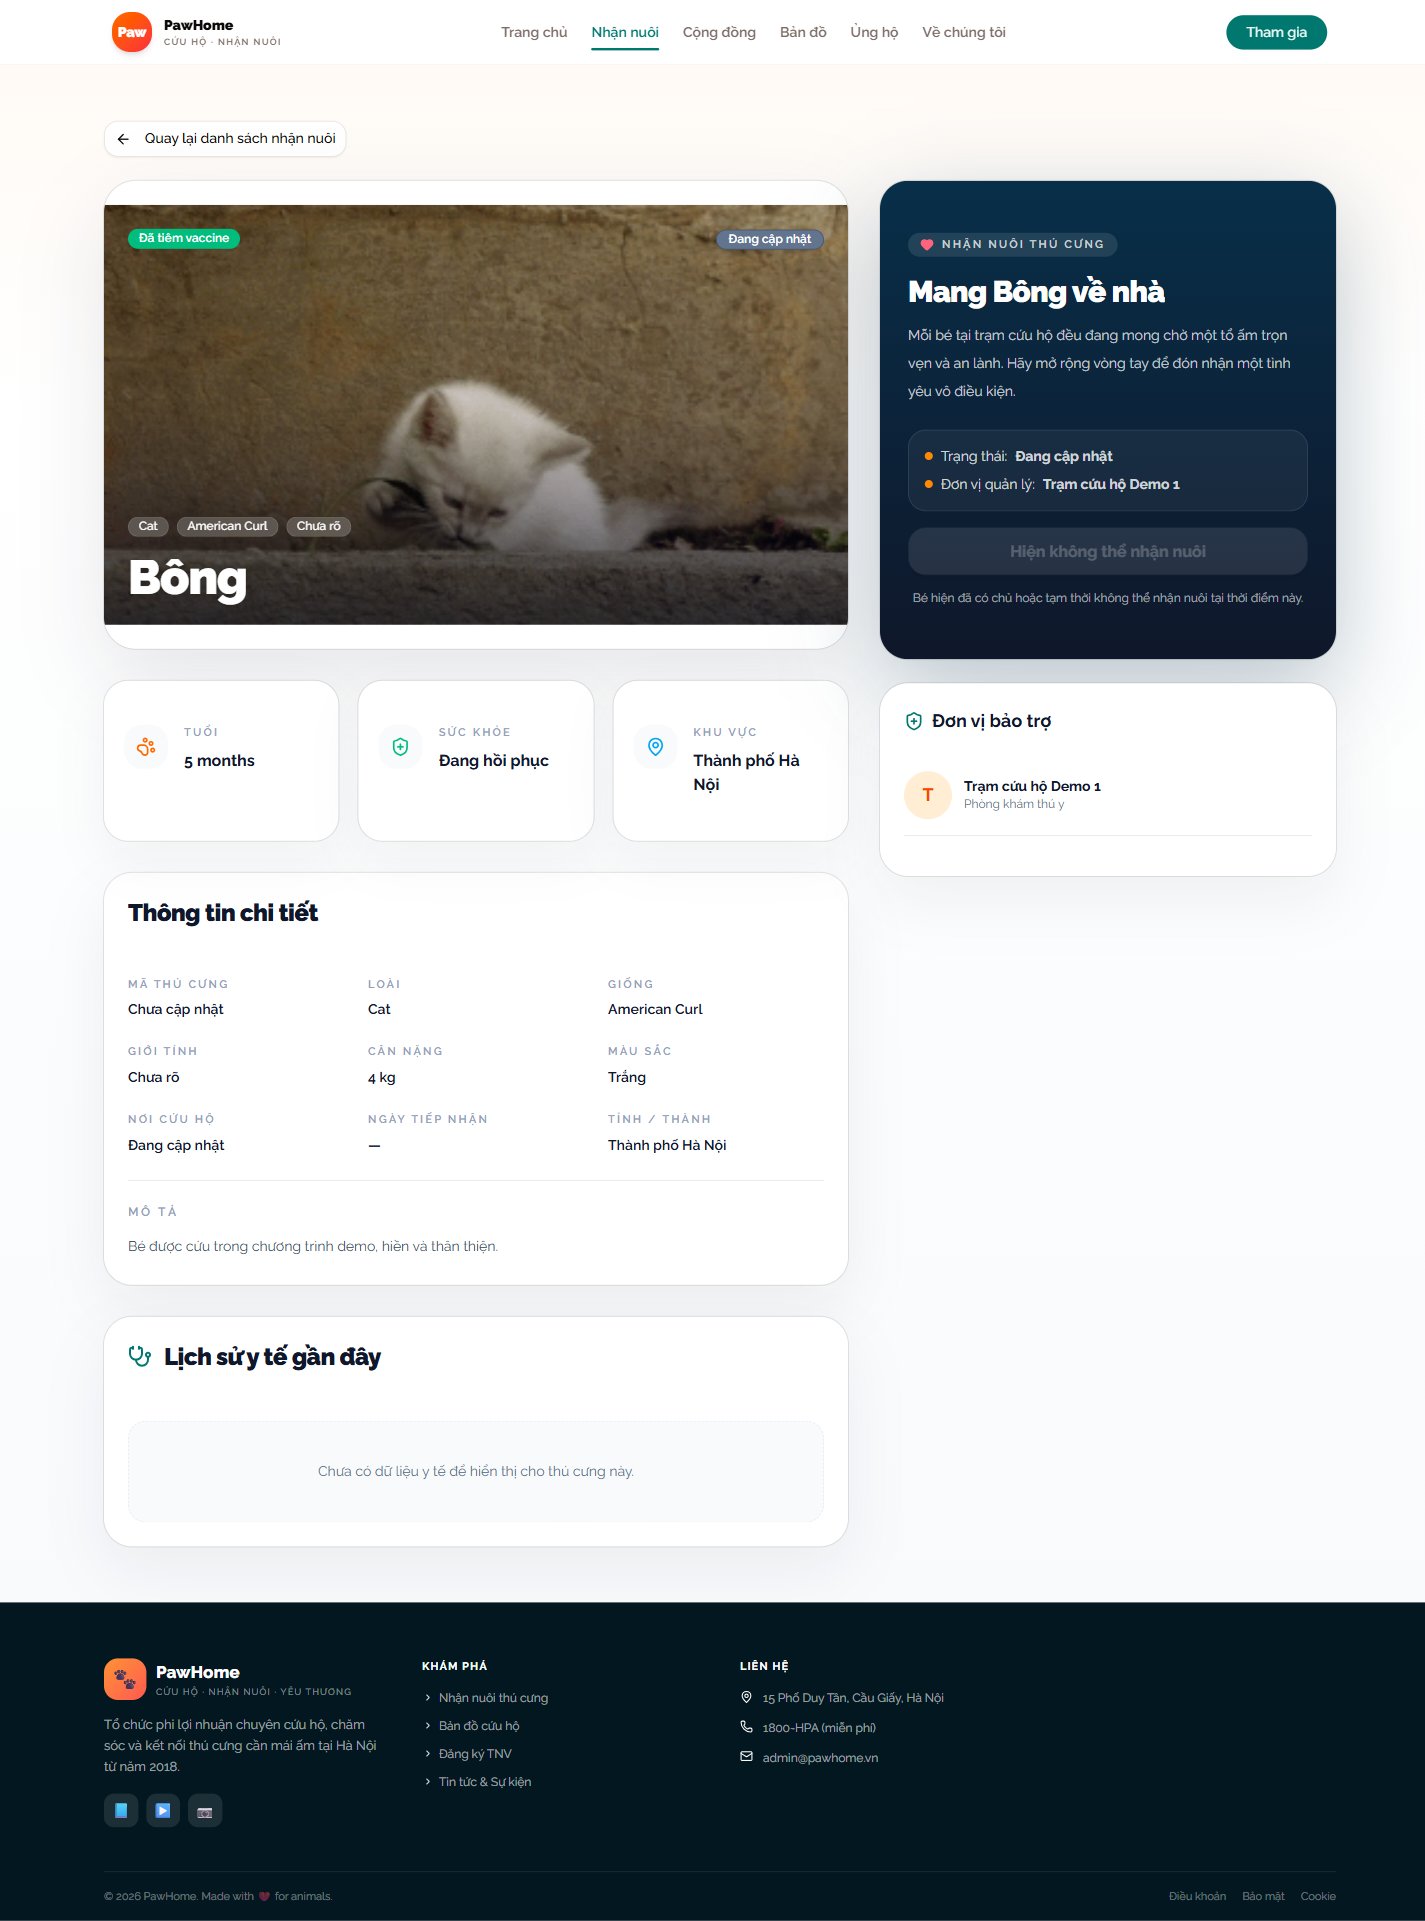 Paw
PawHome
CỨU HỘ · NHẬN NUÔI
Trang chủ
Nhận nuôi
Cộng đồng
Bản đồ
Ủng hộ
Về chúng tôi
Tham gia
Quay lại danh sách nhận nuôi
Đã tiêm vaccine
Đang cập nhật
Cat
American Curl
Chưa rõ
Bông
NHẬN NUÔI THÚ CƯNG
Mang Bông về nhà
Mỗi bé tại trạm cứu hộ đều đang mong chờ một tổ ấm trọn
vẹn và an lành. Hãy mở rộng vòng tay để đón nhận một tình
yêu vô điều kiện.
Trạng thái: Đang cập nhật
Đơn vị quản lý: Trạm cứu hộ Demo 1
Hiện không thể nhận nuôi
Bé hiện đã có chủ hoặc tạm thời không thể nhận nuôi tại thời điểm này.
TUỔI
5 months
SỨC KHỎE
Đang hồi phục
KHU VỰC
Thành phố Hà
Nội
Đơn vị bảo trợ
T
Trạm cứu hộ Demo 1
Phòng khám thú y
Thông tin chi tiết
MÃ THÚ CƯNG
Chưa cập nhật
LOÀI
Cat
GIỐNG
American Curl
GIỚI TÍNH
Chưa rõ
CÂN NẶNG
4 kg
MÀU SẮC
Trắng
NƠI CỨU HỘ
Đang cập nhật
NGÀY TIẾP NHẬN
—
TỈNH / THÀNH
Thành phố Hà Nội
MÔ TẢ
Bé được cứu trong chương trình demo, hiền và thân thiện.
Lịch sử y tế gần đây
Chưa có dữ liệu y tế để hiển thị cho thú cưng này.
PawHome
CỨU HỘ · NHẬN NUÔI · YÊU THƯƠNG
Tổ chức phi lợi nhuận chuyên cứu hộ, chăm
sóc và kết nối thú cưng cần mái ấm tại Hà Nội
từ năm 2018.
KHÁM PHÁ
Nhận nuôi thú cưng
Bản đồ cứu hộ
Đăng ký TNV
Tin tức & Sự kiện
LIÊN HỆ
15 Phố Duy Tân, Cầu Giấy, Hà Nội
1800-HPA (miễn phí)
admin@pawhome.vn
© 2026 PawHome. Made with ❤ for animals.
Điều khoản
Bảo mật
Cookie